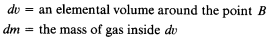 dv = an elemental volume around the point B
dm = the mass of gas inside dv